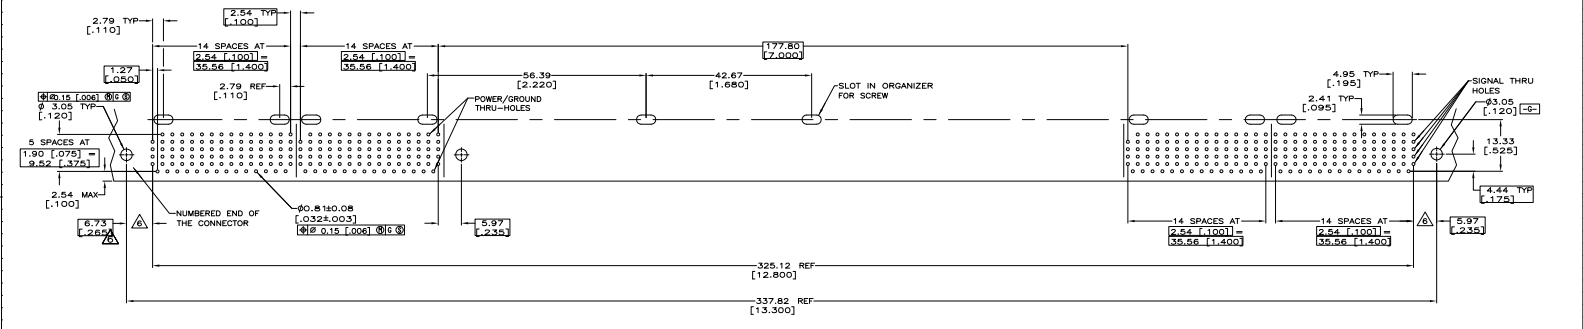 2.79 TYP
[.110]
2.54 TYP
[.100]
14 SPACES AT
2.54 [.100] =
35.56 [1.400]
14 SPACES AT
2.54 [.100] =
35.56 [1.400]
177.80
[7.000]
1.27
[.050]
56.39
[2.220]
42.67
[1.680]
4.95 TYP
[.195]
SIGNAL THRU
HOLES
2.79 REF
[.110]
SLOT IN ORGANIZER
FOR SCREW
⌖ Ø0.15 [.006] Ⓜ G Ⓢ
Ø 3.05 TYP
[.120]
POWER/GROUND
THRU-HOLES
2.41 TYP
[.095]
Ø3.05
[.120] -G-
5 SPACES AT
1.90 [.075] =
9.52 [.375]
13.33
[.525]
2.54 MAX
[.100]
4.44 TYP
[.175]
NUMBERED END OF
THE CONNECTOR
Ø0.81±0.08
[.032±.003]
⌖ Ø 0.15 [.006] Ⓜ G Ⓢ
6.73
[.265]
6
6
5.97
[.235]
14 SPACES AT
2.54 [.100] =
35.56 [1.400]
14 SPACES AT
2.54 [.100] =
35.56 [1.400]
6
5.97
[.235]
325.12 REF
[12.800]
337.82 REF
[13.300]